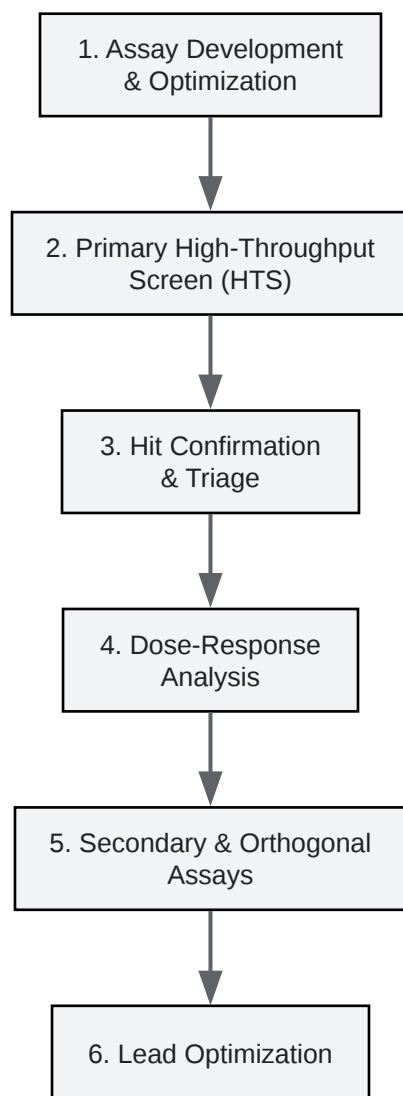 1. Assay Development
& Optimization
2. Primary High-Throughput
Screen (HTS)
3. Hit Confirmation
& Triage
4. Dose-Response
Analysis
5. Secondary & Orthogonal
Assays
6. Lead Optimization